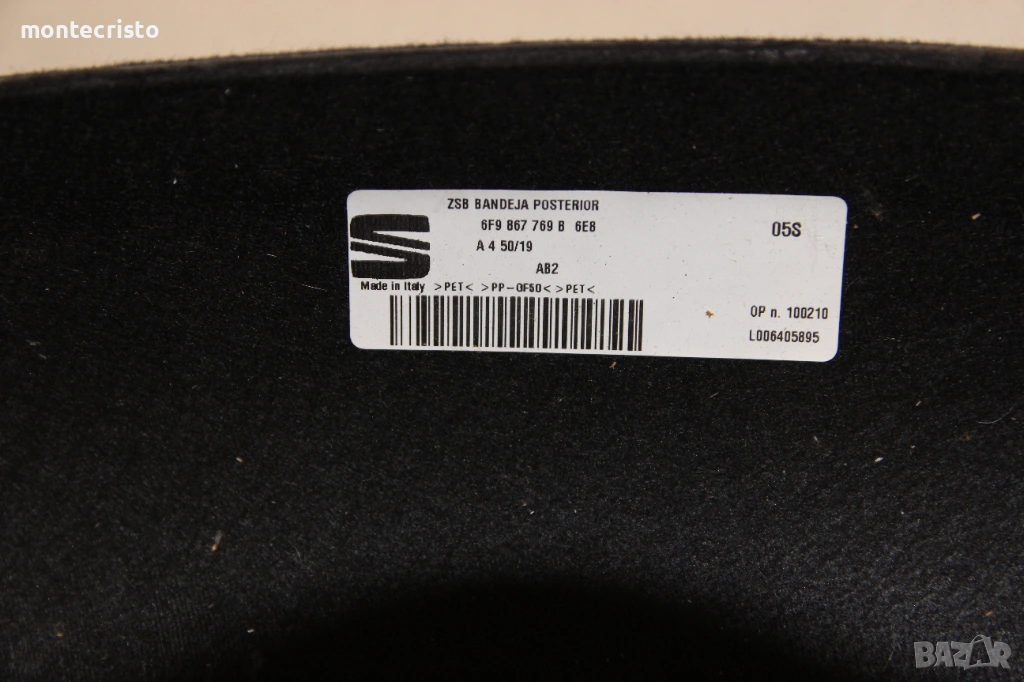 montecristo
ZSB BANDEJA POSTERIOR
6F9 867 769 B 6E8
05S
A 4 50/19
AB2
Made in Italy >PET< >PP-GF50< >PET<
OP n. 100210
L006405895
BAZAR